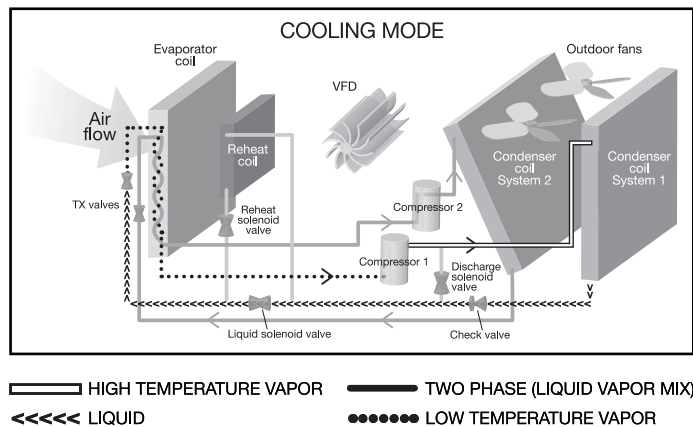 COOLING MODE
Evaporator
coil
Outdoor fans
VFD
Air
flow
Reheat
coil
Condenser
coil
System 2
Condenser
coil
System 1
TX valves
Reheat
solenoid
valve
Compressor 2
Compressor 1
Discharge
solenoid
valve
Liquid solenoid valve
Check valve
HIGH TEMPERATURE VAPOR
TWO PHASE (LIQUID VAPOR MIX)
LIQUID
LOW TEMPERATURE VAPOR